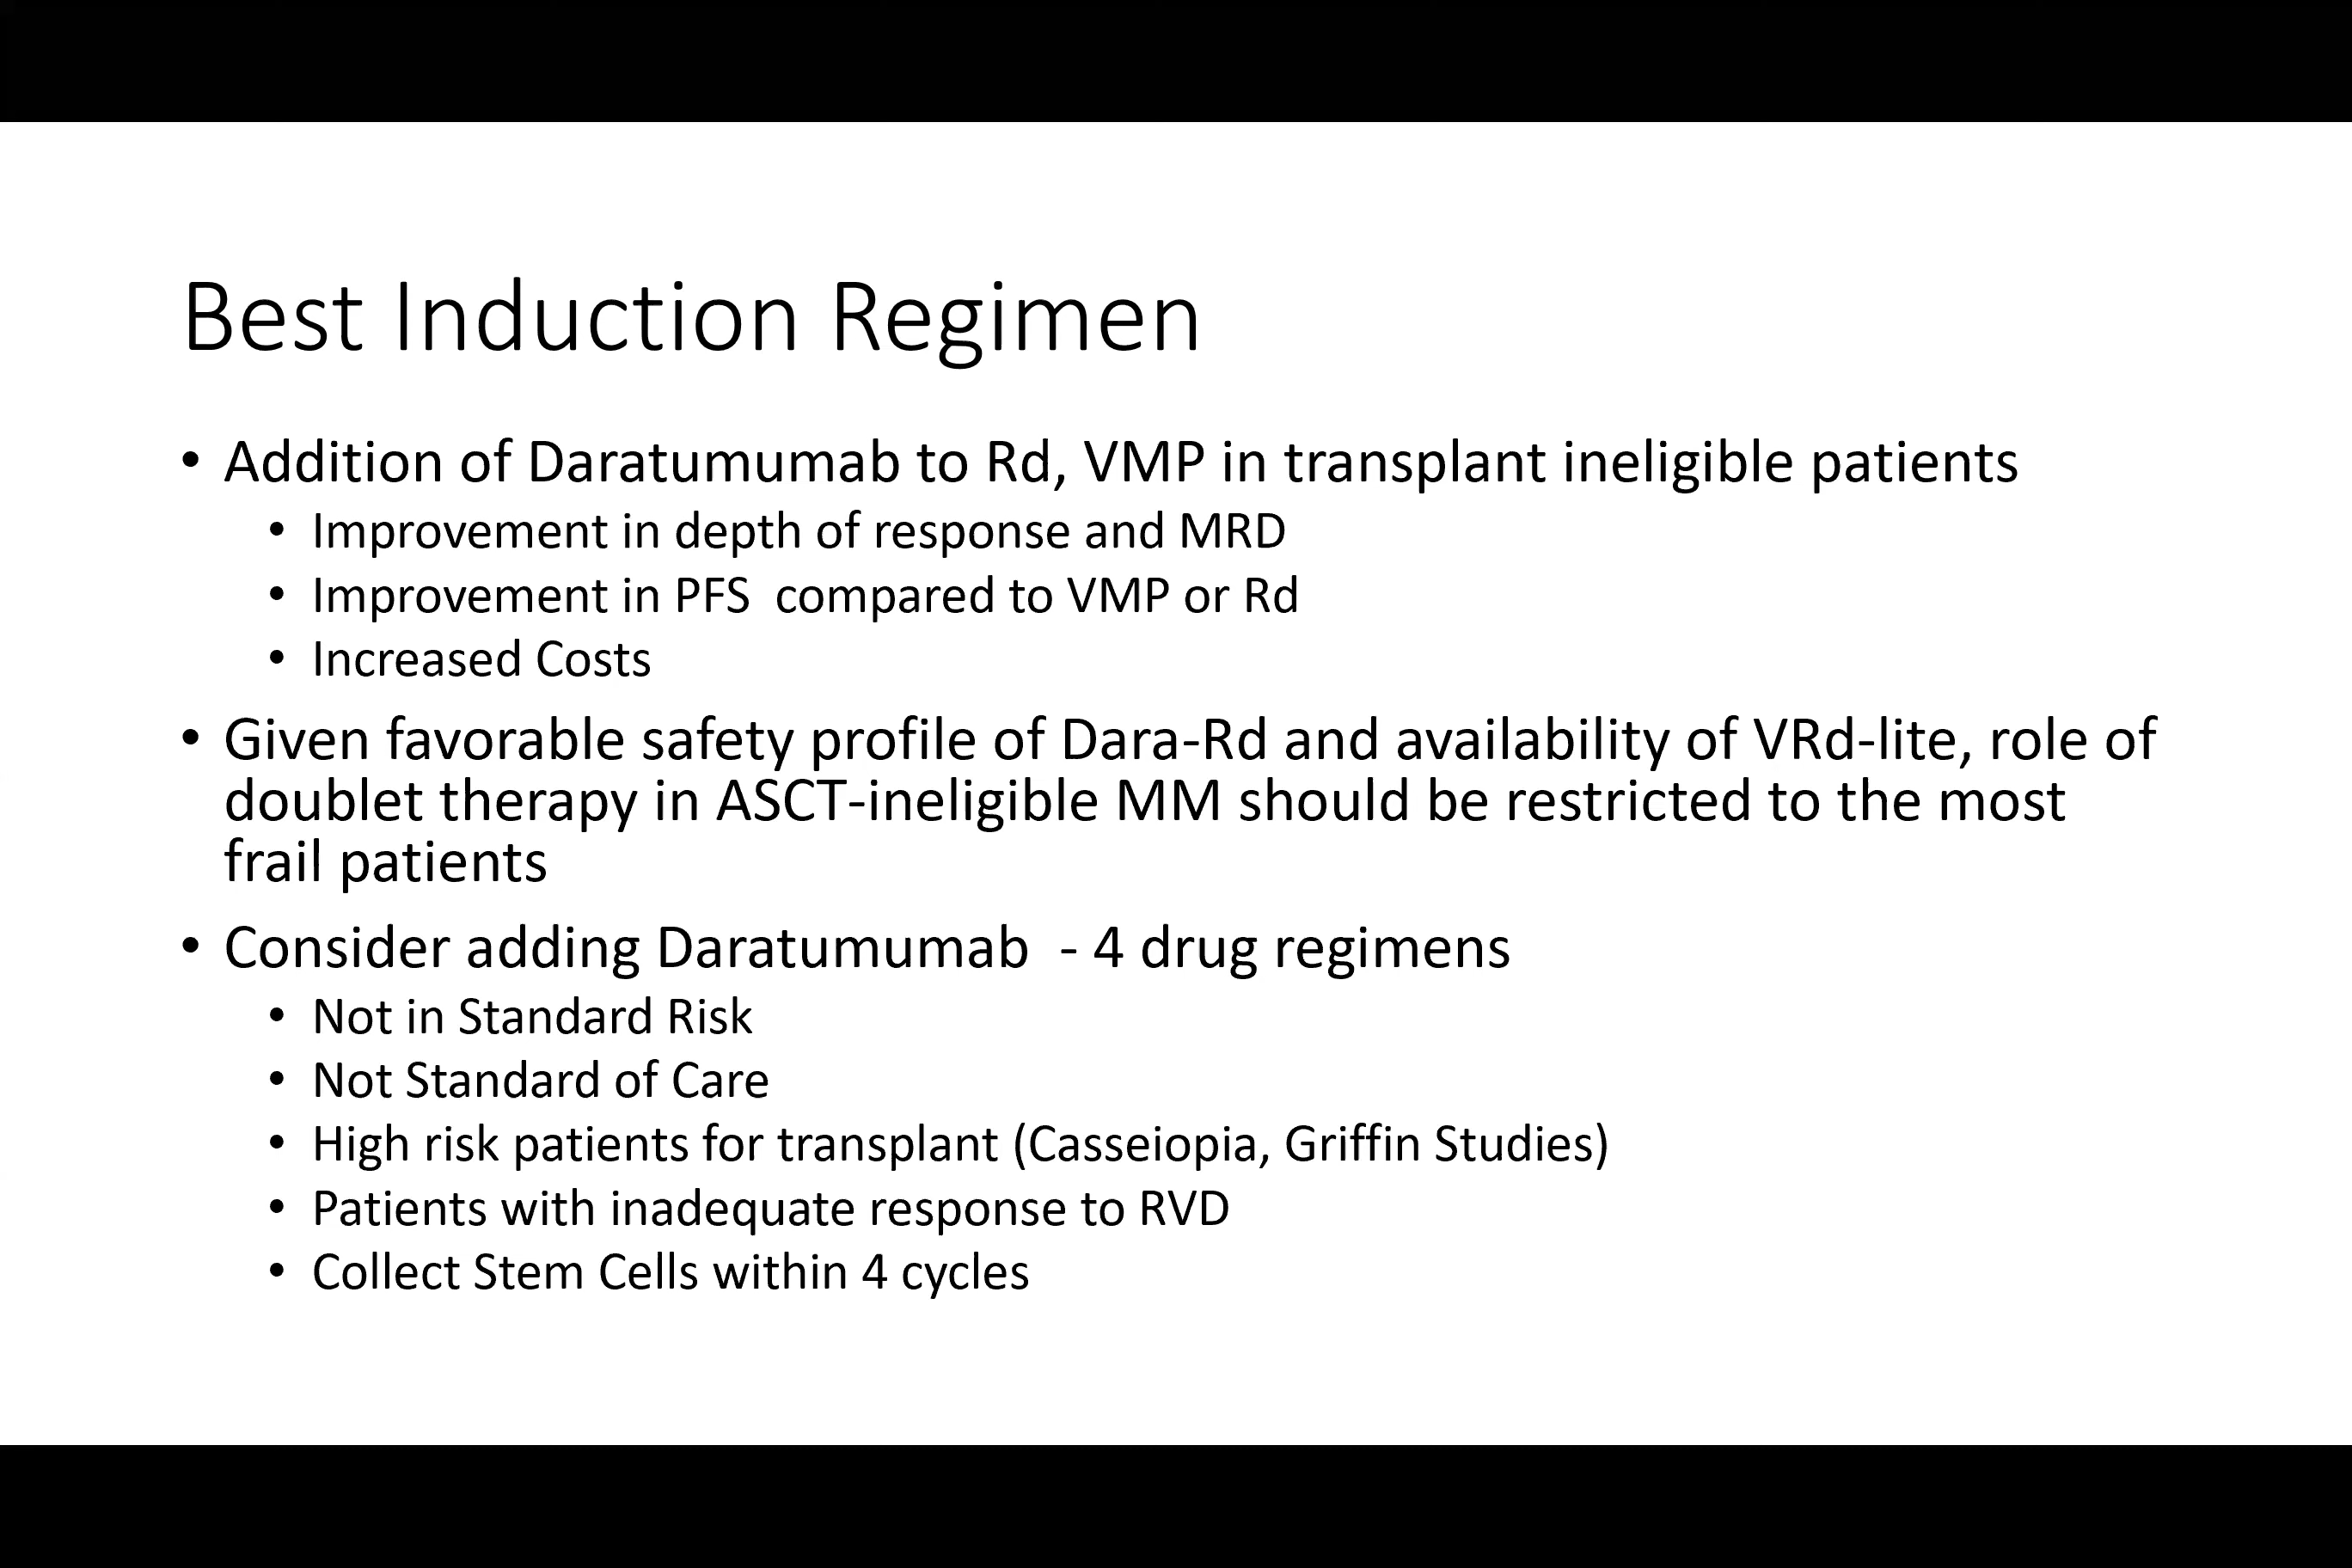 Best Induction Regimen
• Addition of Daratumumab to Rd, VMP in transplant ineligible patients
• Improvement in depth of response and MRD
• Improvement in PFS  compared to VMP or Rd
• Increased Costs
• Given favorable safety profile of Dara-Rd and availability of VRd-lite, role of
doublet therapy in ASCT-ineligible MM should be restricted to the most
frail patients
• Consider adding Daratumumab  - 4 drug regimens
• Not in Standard Risk
• Not Standard of Care
• High risk patients for transplant (Casseiopia, Griffin Studies)
• Patients with inadequate response to RVD
• Collect Stem Cells within 4 cycles